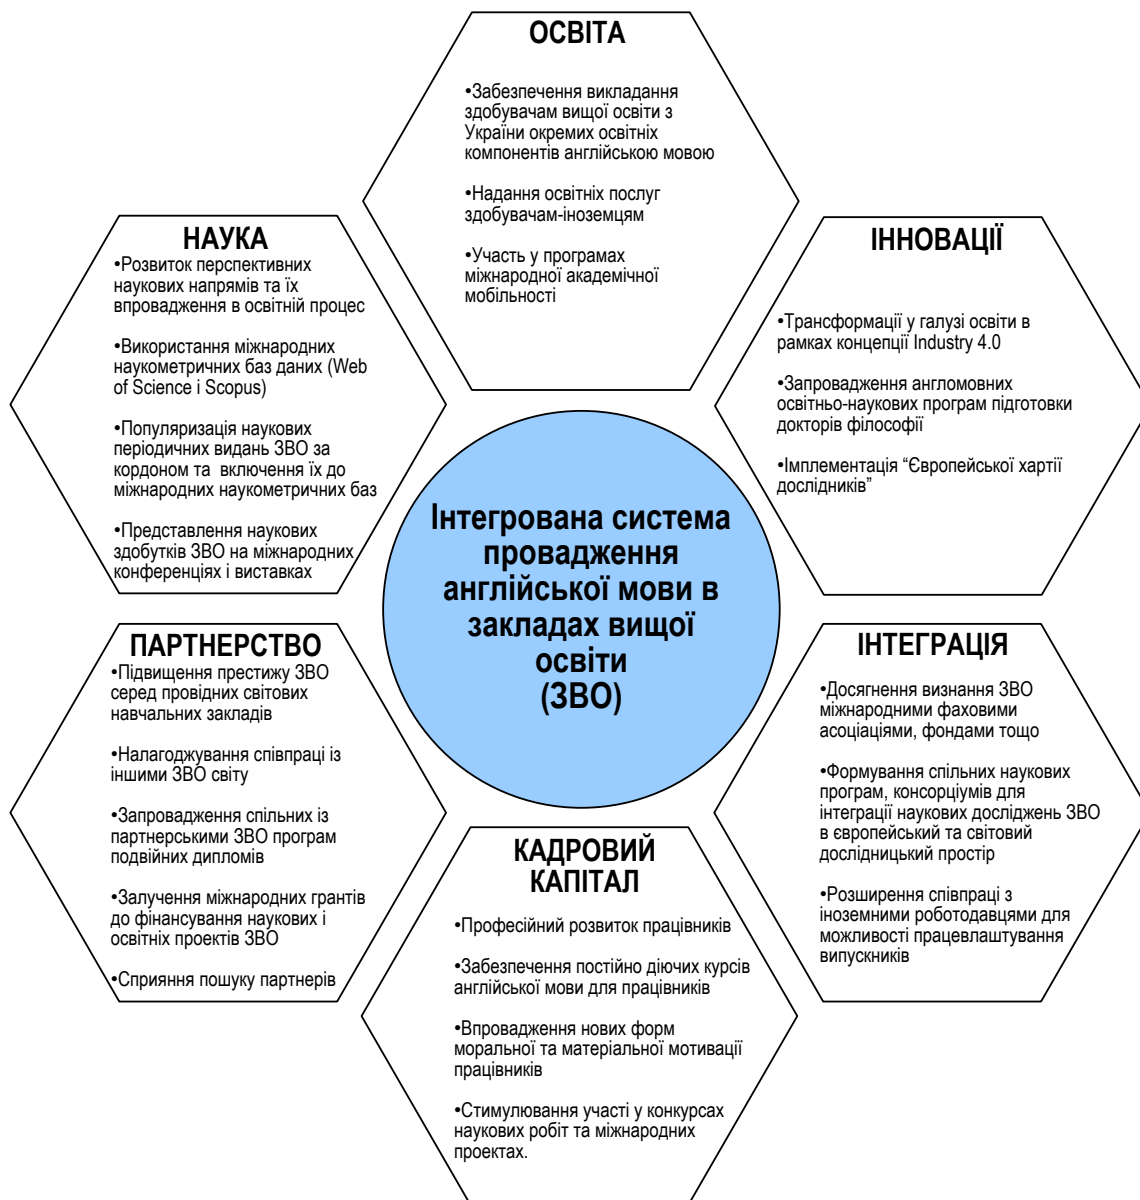 ОСВІТА
•Забезпечення викладання
здобувачам вищої освіти з
України окремих освітніх
компонентів англійською мовою
•Надання освітніх послуг
здобувачам-іноземцям
•Участь у програмах
міжнародної академічної
мобільності
НАУКА
•Розвиток перспективних
наукових напрямів та їх
впровадження в освітній процес
•Використання міжнародних
наукометричних баз даних (Web
of Science і Scopus)
•Популяризація наукових
періодичних видань ЗВО за
кордоном та включення їх до
міжнародних наукометричних баз
•Представлення наукових
здобутків ЗВО на міжнародних
конференціях і виставках
ІННОВАЦІЇ
•Трансформації у галузі освіти в
рамках концепції Industry 4.0
•Запровадження англомовних
освітньо-наукових програм підготовки
докторів філософії
•Імплементація “Європейської хартії
дослідників”
Інтегрована система
провадження
англійської мови в
закладах вищої
освіти
(ЗВО)
ПАРТНЕРСТВО
•Підвищення престижу ЗВО
серед провідних світових
навчальних закладів
•Налагоджування співпраці із
іншими ЗВО світу
•Запровадження спільних із
партнерськими ЗВО програм
подвійних дипломів
•Залучення міжнародних грантів
до фінансування наукових і
освітніх проектів ЗВО
•Сприяння пошуку партнерів
ІНТЕГРАЦІЯ
•Досягнення визнання ЗВО
міжнародними фаховими
асоціаціями, фондами тощо
•Формування спільних наукових
програм, консорціумів для
інтеграції наукових досліджень ЗВО
в європейський та світовий
дослідницький простір
•Розширення співпраці з
іноземними роботодавцями для
можливості працевлаштування
випускників
КАДРОВИЙ
КАПІТАЛ
•Професійний розвиток працівників
•Забезпечення постійно діючих курсів
англійської мови для працівників
•Впровадження нових форм
моральної та матеріальної мотивації
працівників
•Стимулювання участі у конкурсах
наукових робіт та міжнародних
проектах.